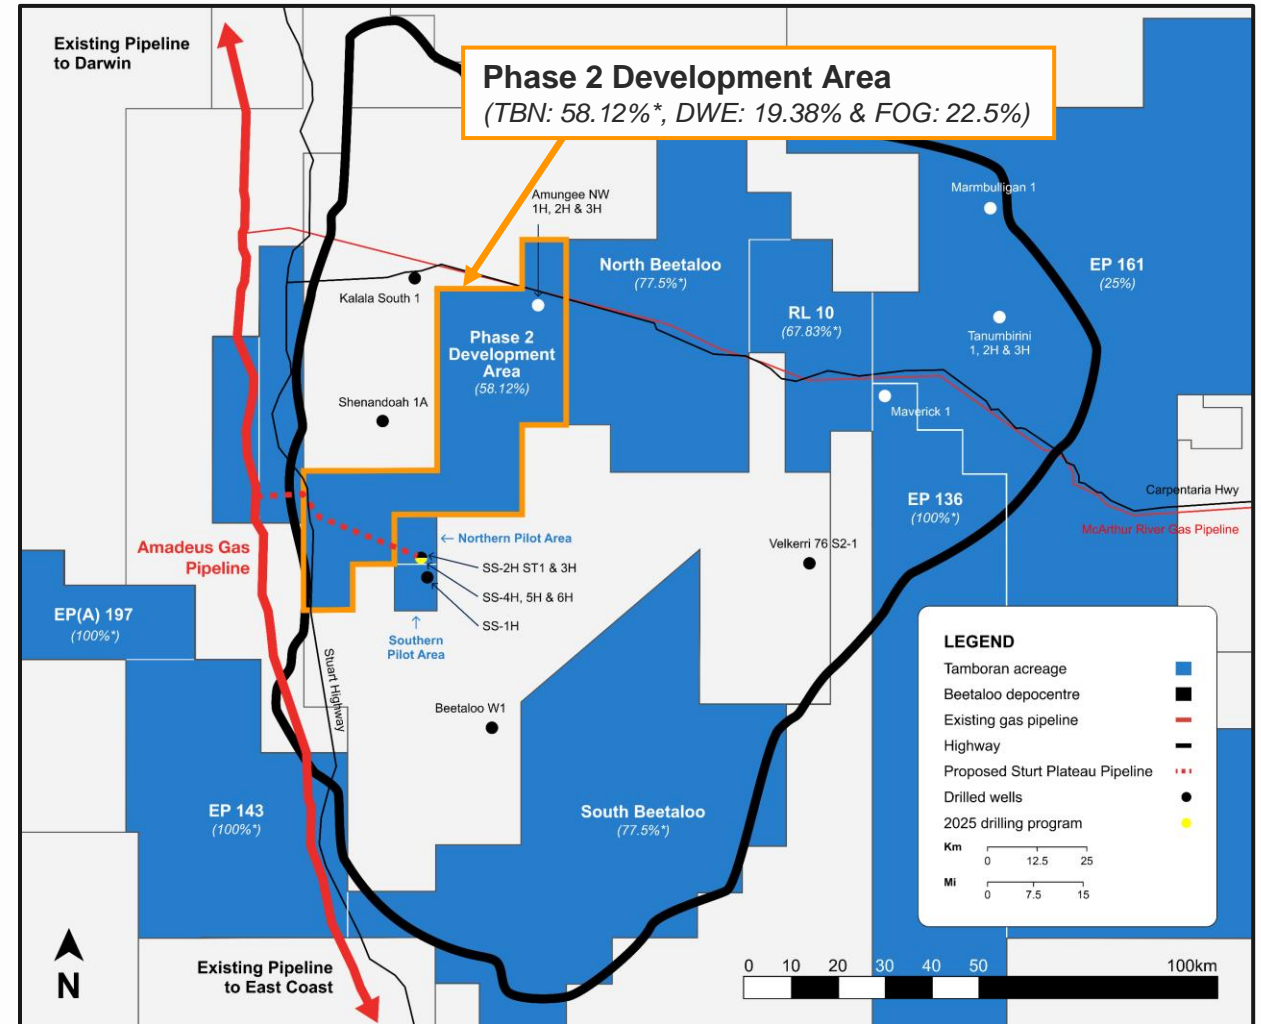 Existing Pipeline
to Darwin
Phase 2 Development Area
(TBN: 58.12%*, DWE: 19.38% & FOG: 22.5%)
Amungee NW
1H, 2H & 3H
Marmbulligan 1
North Beetaloo
(77.5%*)
EP 161
(25%)
Kalala South 1
RL 10
(67.83%*)
Phase 2
Development
Area
(58.12%)
Tanumbirini
1, 2H & 3H
Shenandoah 1A
Maverick 1
Carpentaria Hwy
EP 136
(100%*)
McArthur River Gas Pipeline
Amadeus Gas
Pipeline
← Northern Pilot Area
Velkerri 76 S2-1
SS-2H ST1 & 3H
SS-4H, 5H & 6H
SS-1H
EP(A) 197
(100%*)
↑
Southern
Pilot Area
Stuart Highway
Beetaloo W1
EP 143
(100%*)
South Beetaloo
(77.5%*)
LEGEND
Tamboran acreage
Beetaloo depocentre
Existing gas pipeline
Highway
Proposed Sturt Plateau Pipeline
Drilled wells
2025 drilling program
Km
0 12.5 25
Mi
0 7.5 15
N
Existing Pipeline
to East Coast
0 10 20 30 40 50 100km